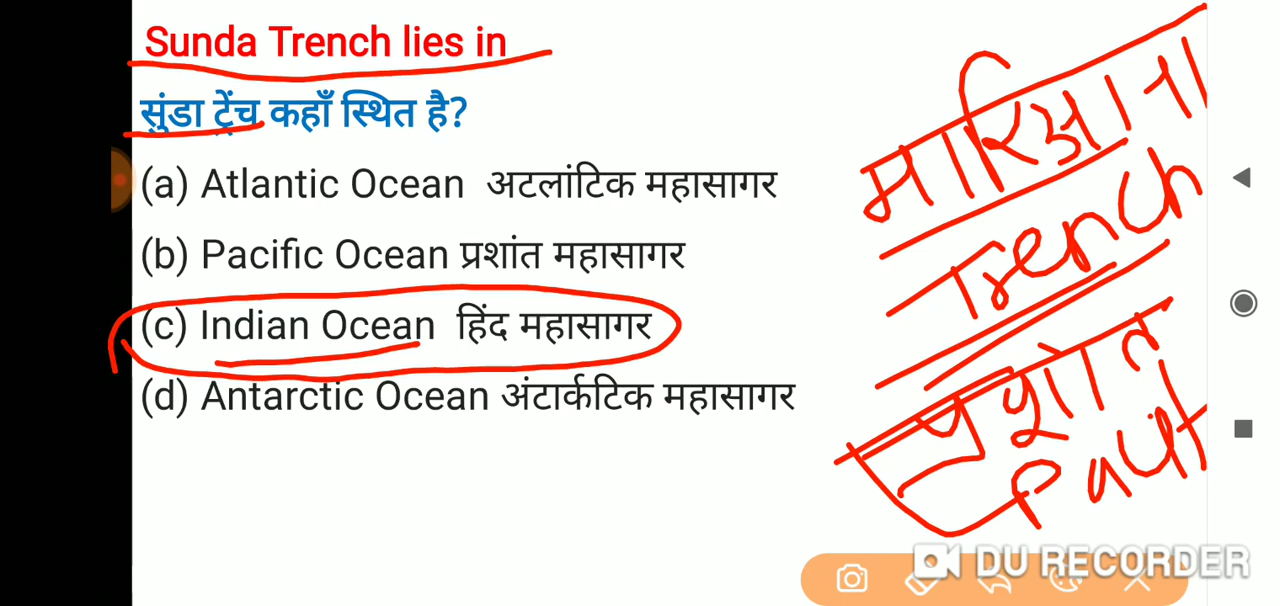 Sunda Trench lies in
सुंडा ट्रेंच कहाँ स्थित है?
(a) Atlantic Ocean अटलांटिक महासागर
(b) Pacific Ocean प्रशांत महासागर
(c) Indian Ocean हिंद महासागर
(d) Antarctic Ocean अंटार्कटिक महासागर
मारिआना
Trench
DU RECORDER